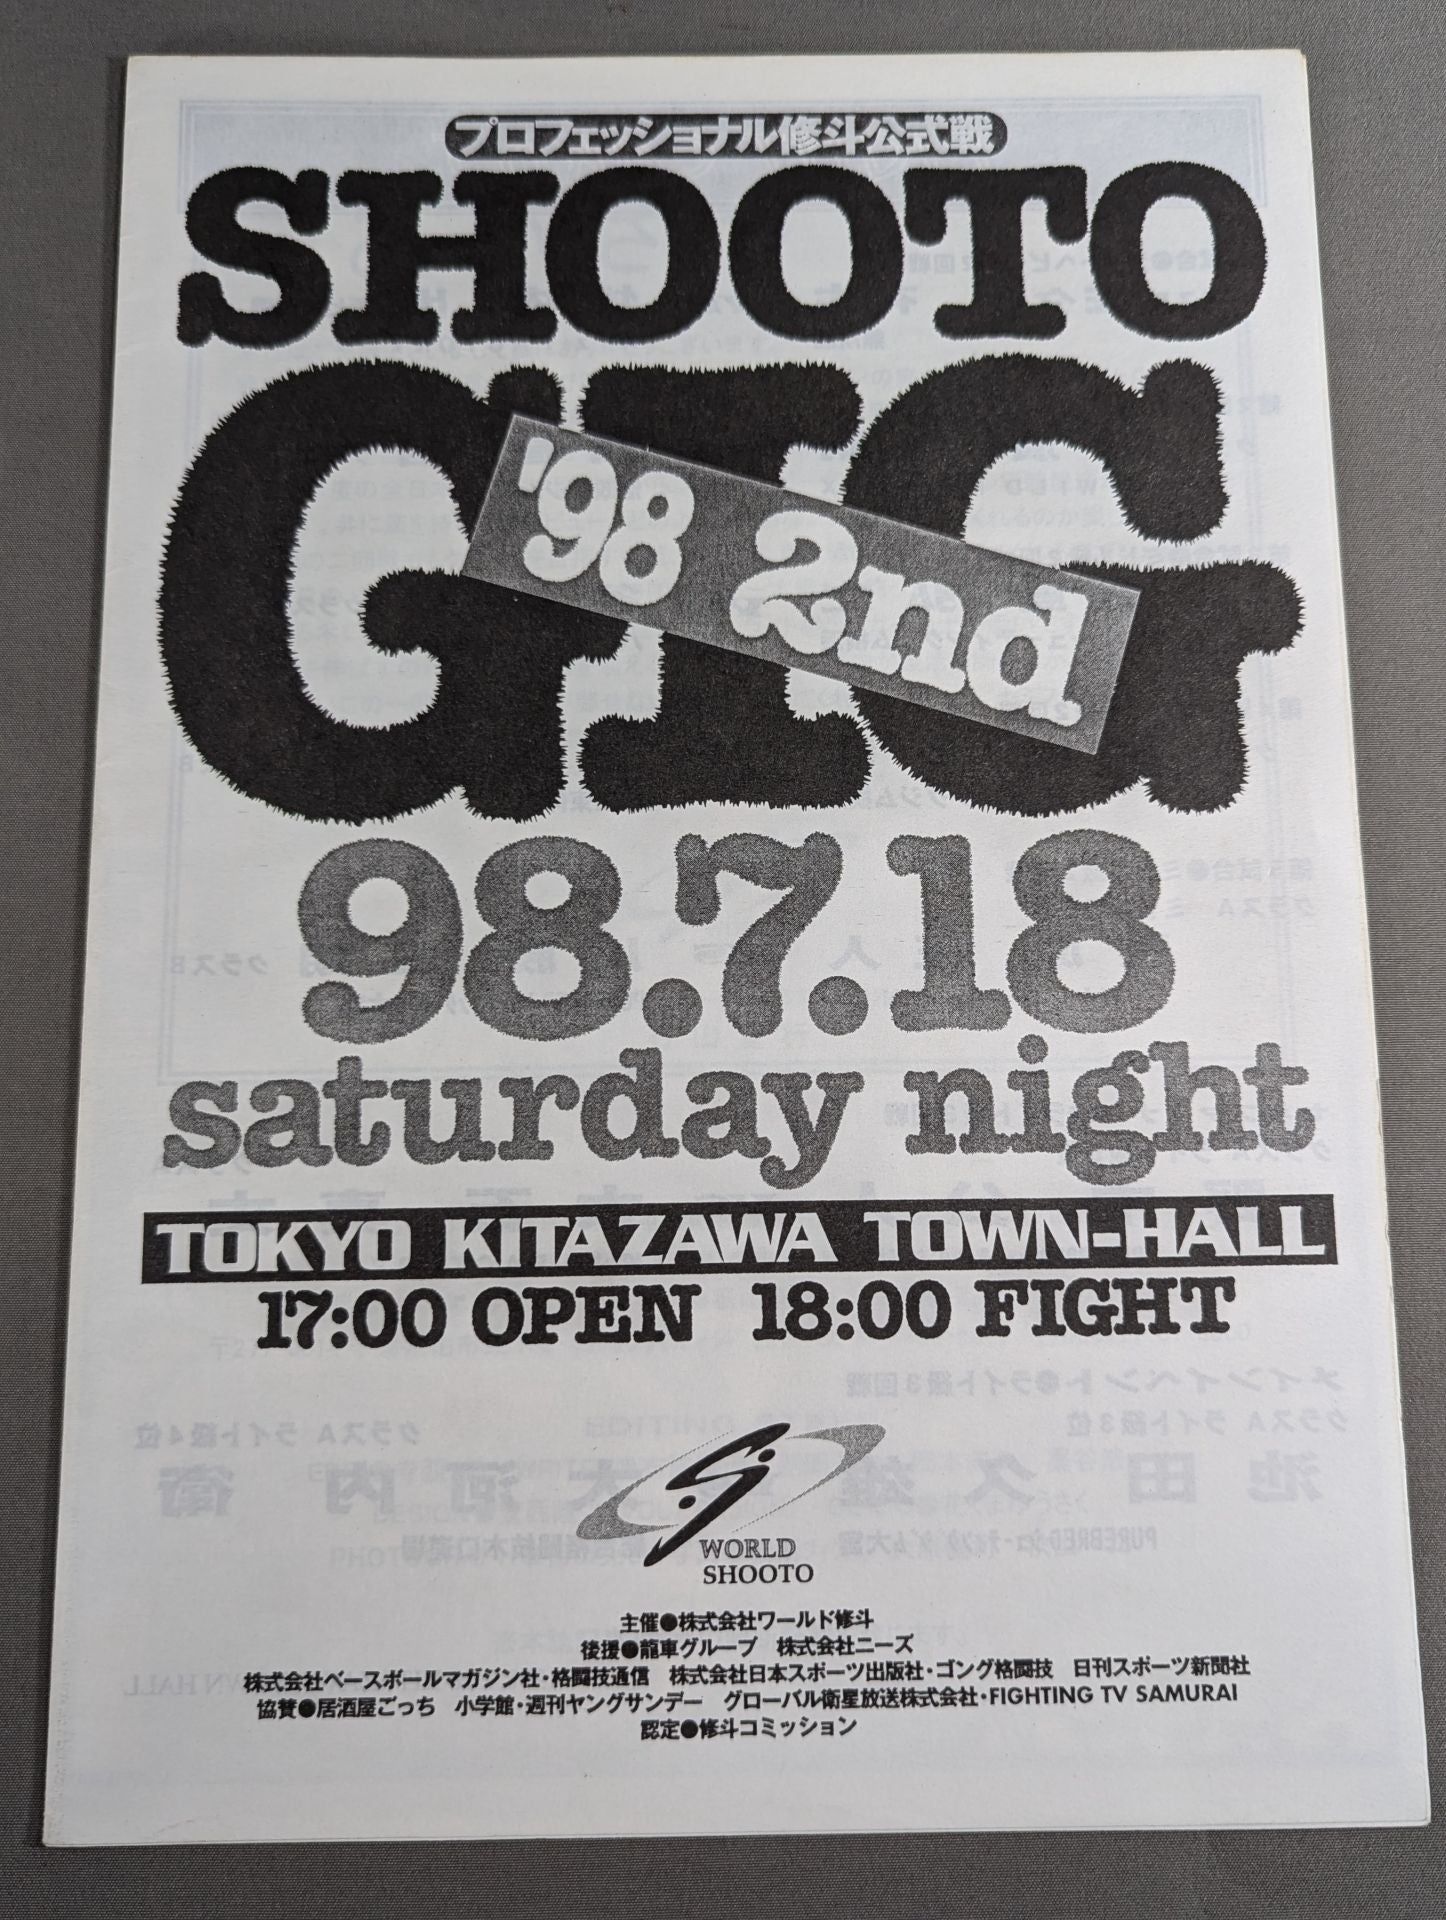 プロフェッショナル修斗公式戦
SHOOTO
GIG
'98 2nd
98.7.18
saturday night
TOKYO KITAZAWA TOWN-HALL
17:00 OPEN 18:00 FIGHT
WORLD
SHOOTO
主催●株式会社ワールド修斗
後援●龍車グループ 株式会社ニーズ
株式会社ベースボールマガジン社・格闘技通信 株式会社日本スポーツ出版社・ゴング格闘技 日刊スポーツ新聞社
協賛●居酒屋ごっち 小学館・週刊ヤングサンデー グローバル衛星放送株式会社・FIGHTING TV SAMURAI
認定●修斗コミッション